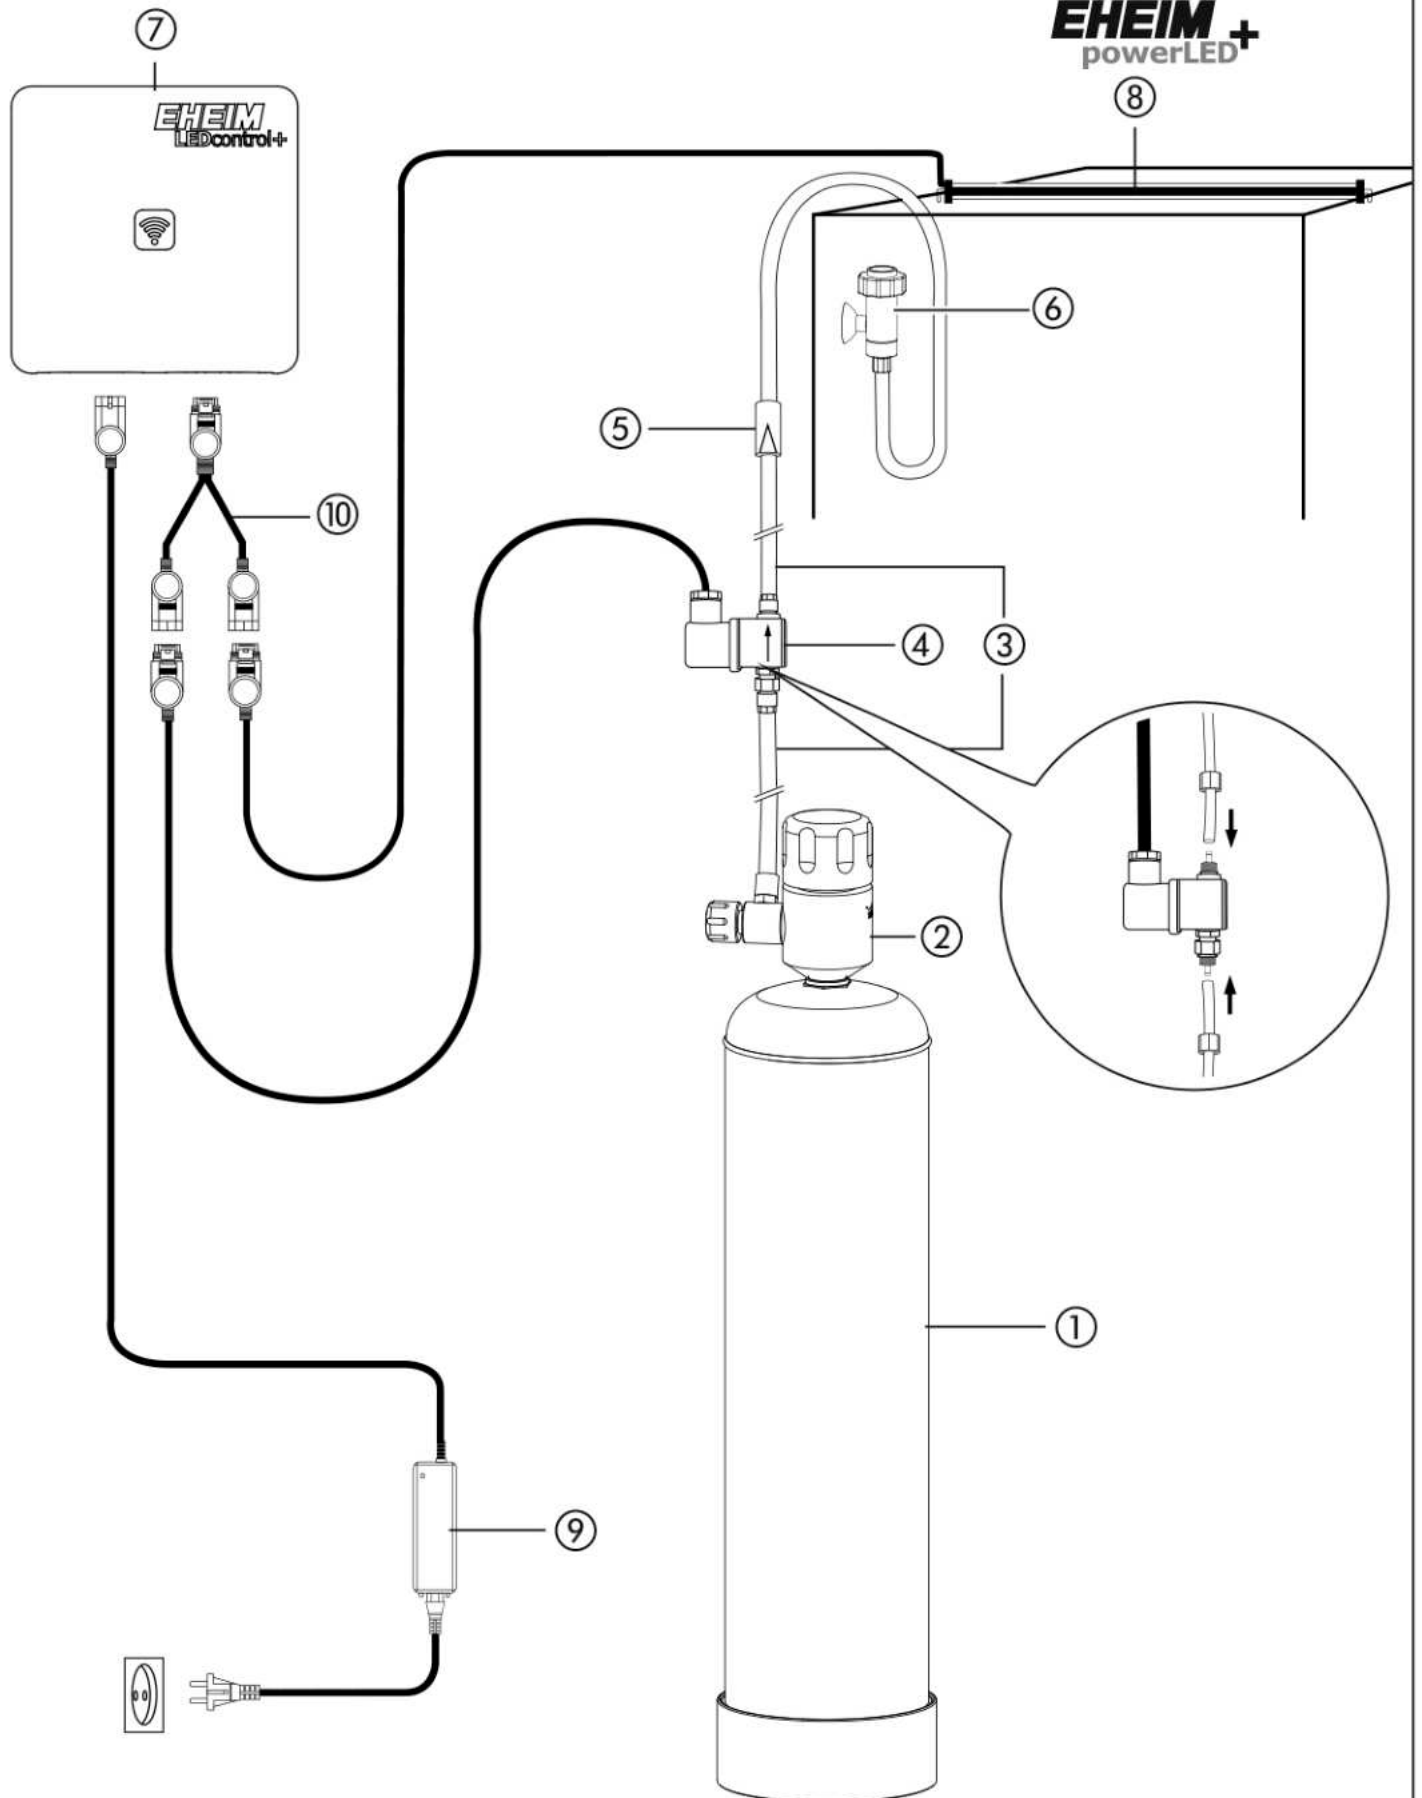 ⑦
EHEIM
LEDcontrol+
EHEIM +
powerLED
⑧
⑥
⑤
⑩
④
③
②
①
⑨